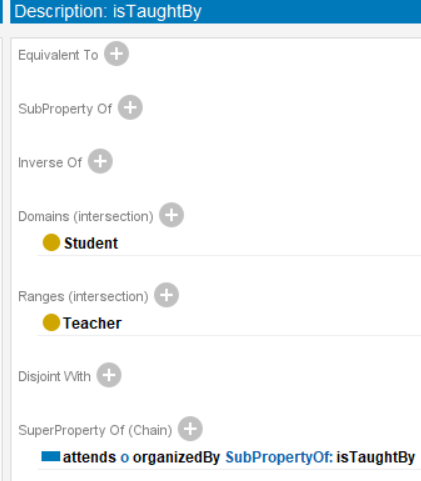 Description: isTaughtBy
Equivalent To
SubProperty Of
Inverse Of
Domains (intersection)
Student
Ranges (intersection)
Teacher
Disjoint With
SuperProperty Of (Chain)
attends o organizedBy SubPropertyOf: isTaughtBy